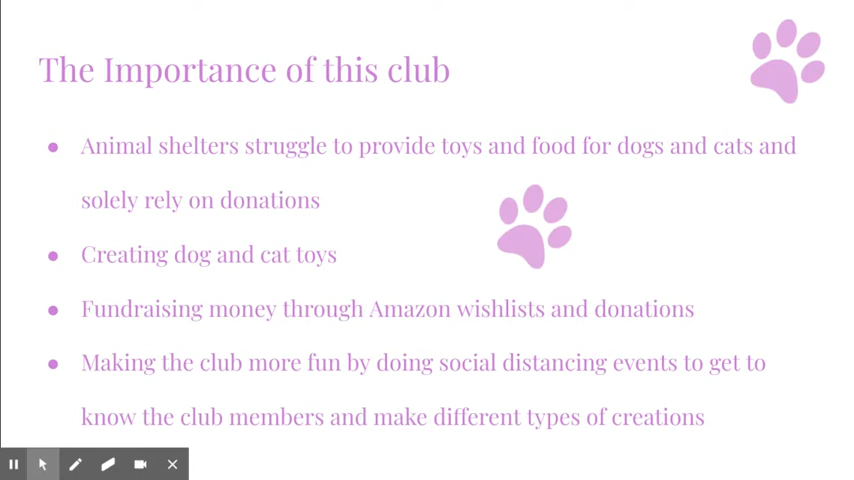 The Importance of this club
● Animal shelters struggle to provide toys and food for dogs and cats and
solely rely on donations
● Creating dog and cat toys
● Fundraising money through Amazon wishlists and donations
● Making the club more fun by doing social distancing events to get to
know the club members and make different types of creations